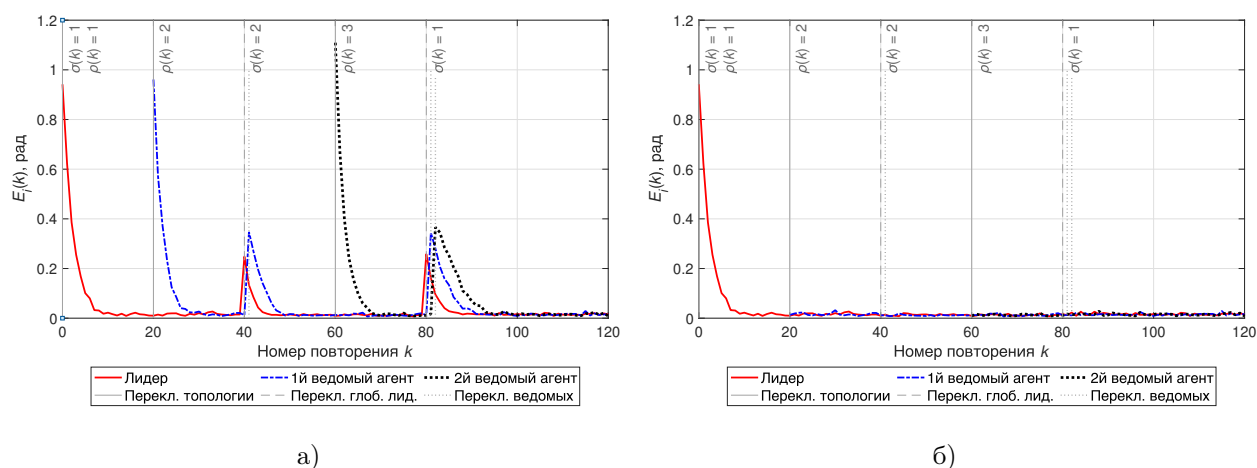 1.2
1
0.8
0.6
0.4
0.2
0
E_i(k), рад
σ(k) = 1
ρ(k) = 1
ρ(k) = 2
σ(k) = 2
ρ(k) = 3
σ(k) = 1
0 20 40 60 80 100 120
Номер повторения k
Лидер 1й ведомый агент 2й ведомый агент
Перекл. топологии Перекл. глоб. лид. Перекл. ведомых
а)
1.2
1
0.8
0.6
0.4
0.2
0
E_i(k), рад
σ(k) = 1
ρ(k) = 1
ρ(k) = 2
σ(k) = 2
ρ(k) = 3
σ(k) = 1
0 20 40 60 80 100 120
Номер повторения k
Лидер 1й ведомый агент 2й ведомый агент
Перекл. топологии Перекл. глоб. лид. Перекл. ведомых
б)